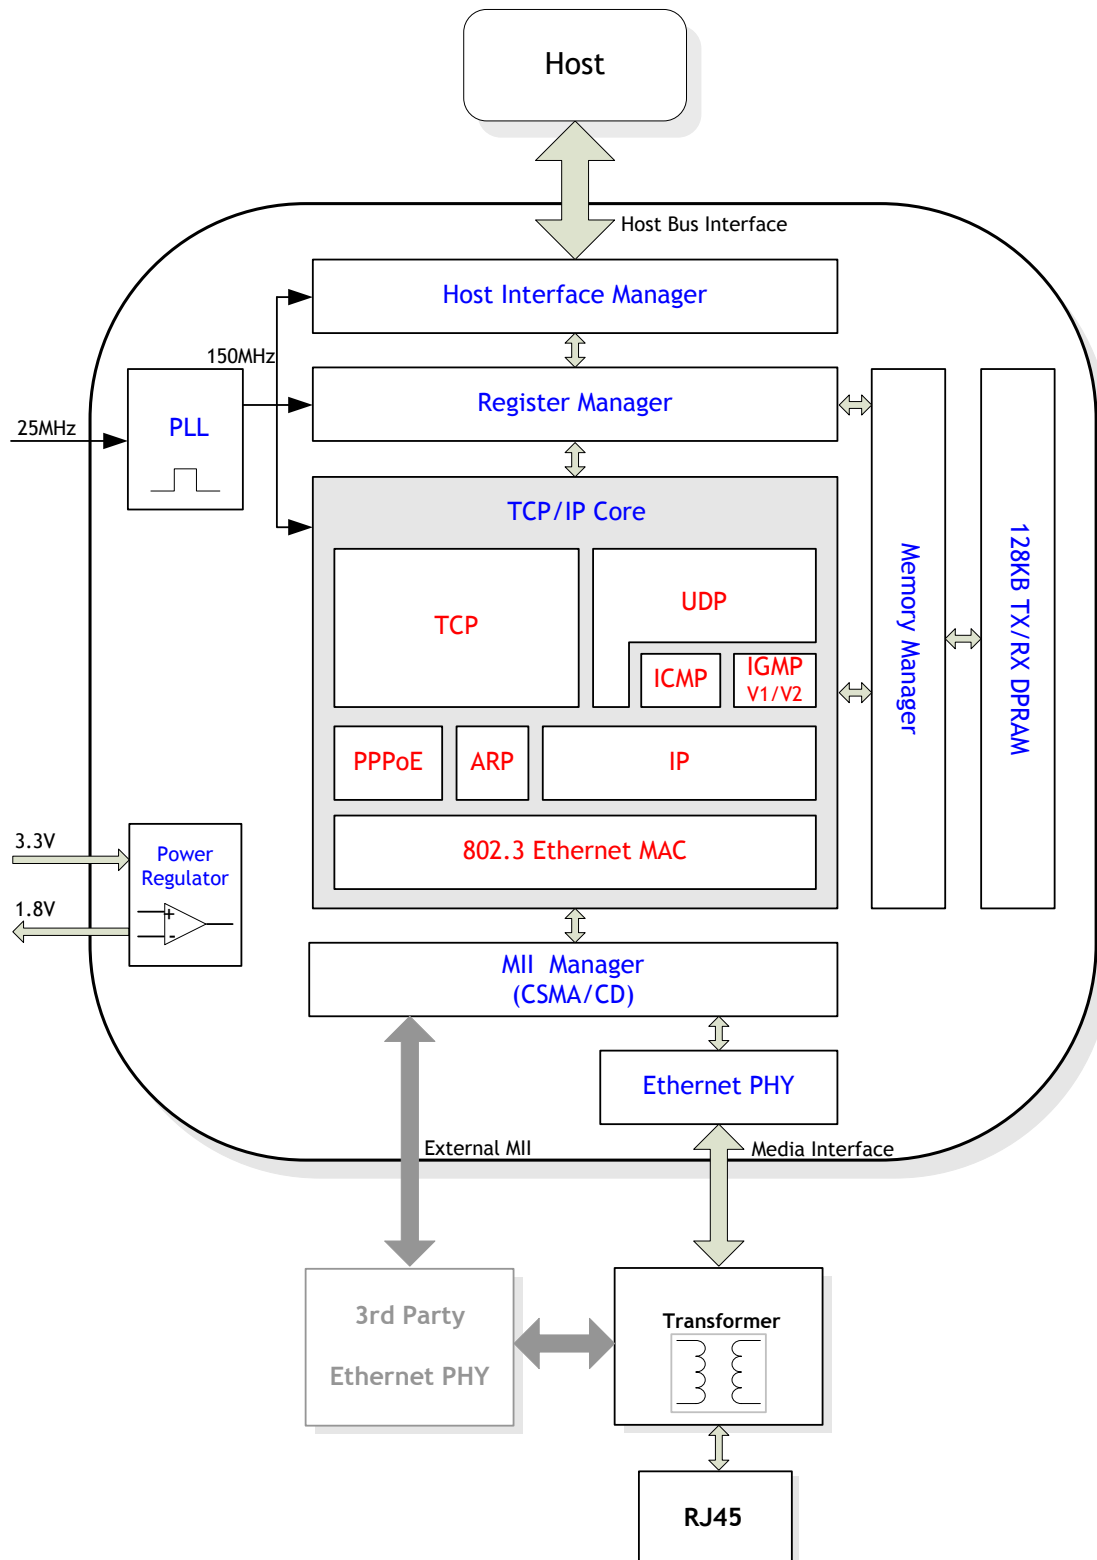 Host
Host Bus Interface
Host Interface Manager
150MHz
Register Manager
25MHz
PLL
TCP/IP Core
TCP
UDP
ICMP
IGMP
V1/V2
Memory Manager
128KB TX/RX DPRAM
PPPoE
ARP
IP
802.3 Ethernet MAC
3.3V
Power
Regulator
1.8V
+
-
MII Manager
(CSMA/CD)
Ethernet PHY
External MII
Media Interface
3rd Party
Ethernet PHY
Transformer
RJ45